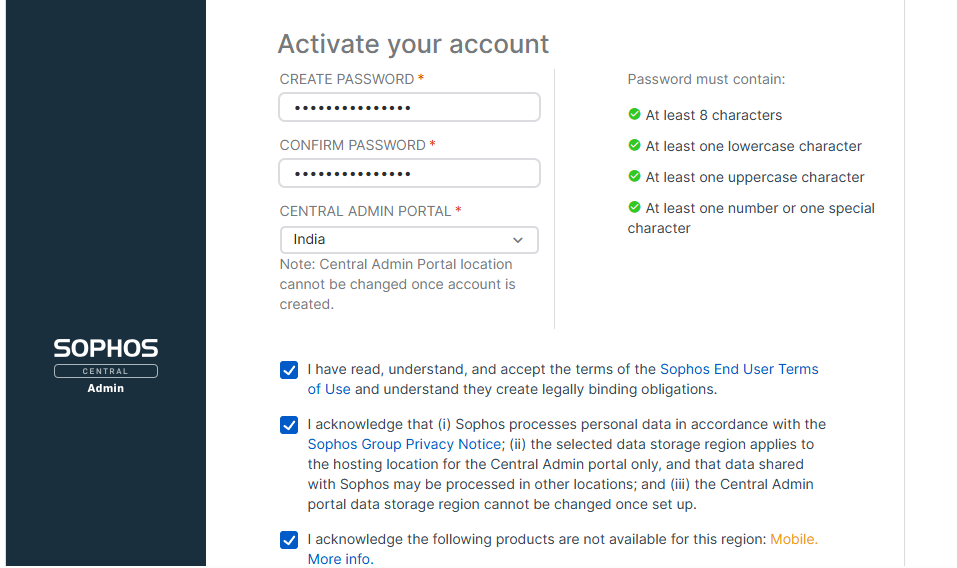 Activate your account
CREATE PASSWORD *
•••••••••••••••
CONFIRM PASSWORD *
•••••••••••••••
CENTRAL ADMIN PORTAL *
India
Note: Central Admin Portal location
cannot be changed once account is
created.
Password must contain:
At least 8 characters
At least one lowercase character
At least one uppercase character
At least one number or one special
character
SOPHOS
CENTRAL
Admin
I have read, understand, and accept the terms of the Sophos End User Terms
of Use and understand they create legally binding obligations.
I acknowledge that (i) Sophos processes personal data in accordance with the
Sophos Group Privacy Notice; (ii) the selected data storage region applies to
the hosting location for the Central Admin portal only, and that data shared
with Sophos may be processed in other locations; and (iii) the Central Admin
portal data storage region cannot be changed once set up.
I acknowledge the following products are not available for this region: Mobile.
More info.